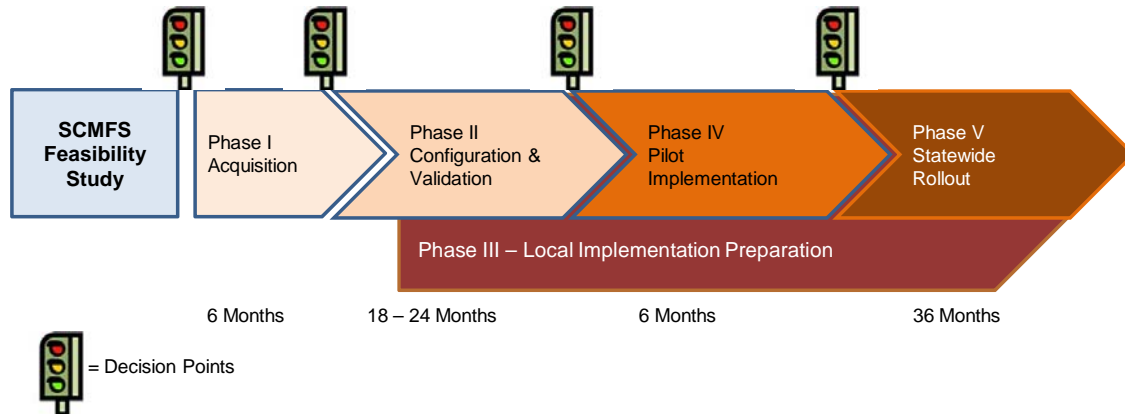 SCMFS
Feasibility
Study
Phase I
Acquisition
Phase II
Configuration &
Validation
Phase IV
Pilot
Implementation
Phase V
Statewide
Rollout
Phase III – Local Implementation Preparation
6 Months
18 – 24 Months
6 Months
36 Months
= Decision Points